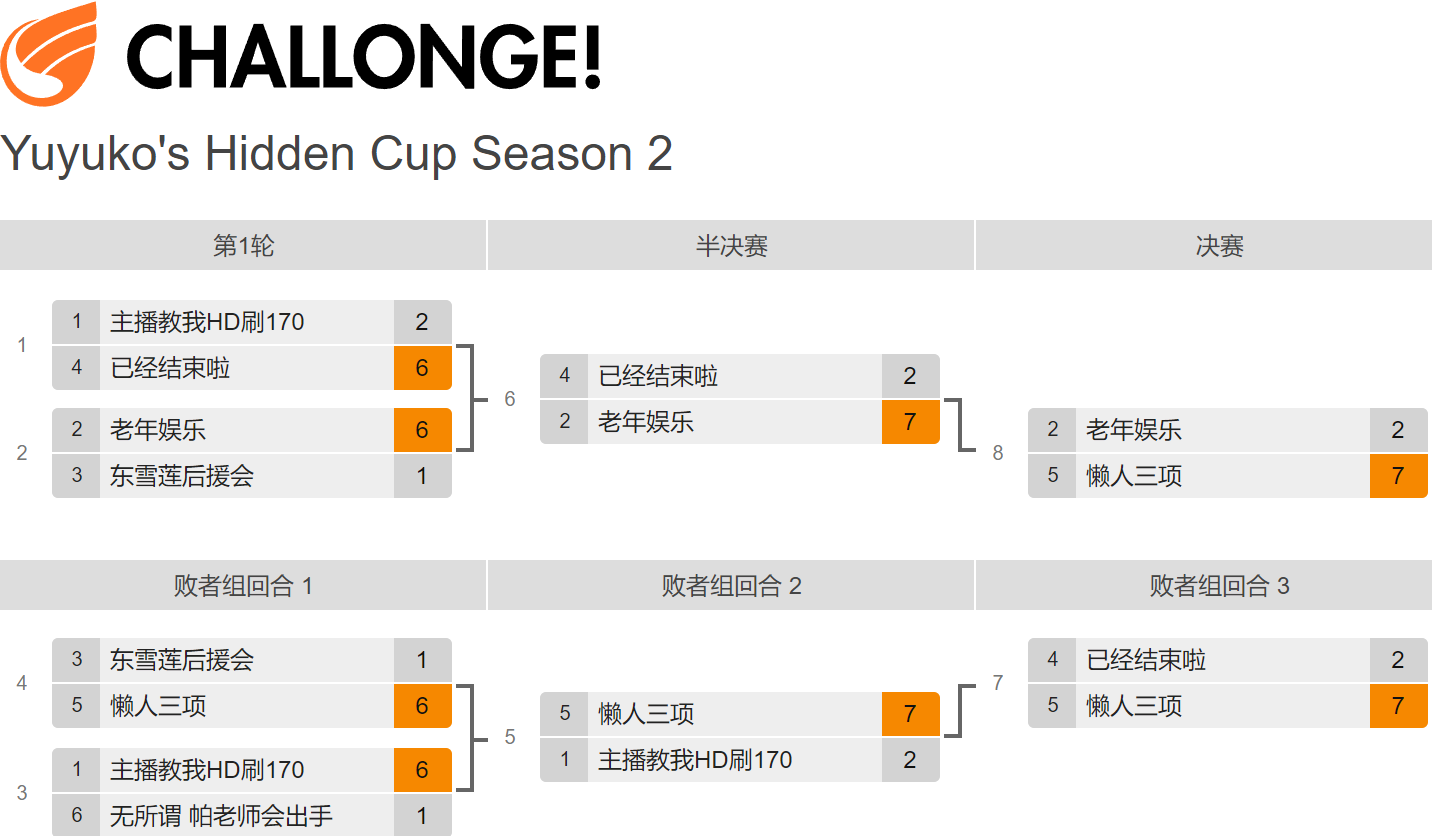 CHALLONGE!
Yuyuko's Hidden Cup Season 2
第1轮 半决赛 决赛
1
1 主播教我HD刷170 2
4 已经结束啦 6
2
2 老年娱乐 6
3 东雪莲后援会 1
6
4 已经结束啦 2
2 老年娱乐 7
8
2 老年娱乐 2
5 懒人三项 7
败者组回合 1 败者组回合 2 败者组回合 3
4
3 东雪莲后援会 1
5 懒人三项 6
3
1 主播教我HD刷170 6
6 无所谓 帕老师会出手 1
5
5 懒人三项 7
1 主播教我HD刷170 2
7
4 已经结束啦 2
5 懒人三项 7